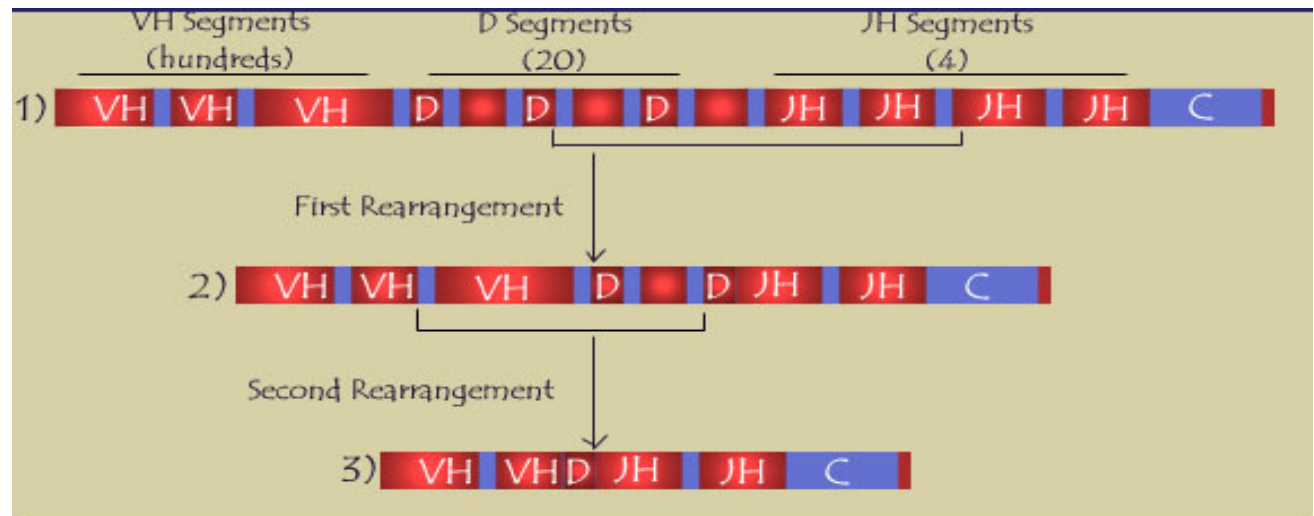 VH Segments
(hundreds)
D Segments
(20)
JH Segments
(4)
1) VH VH VH D D D JH JH JH JH C
First Rearrangement
2) VH VH VH D D JH JH C
Second Rearrangement
3) VH VH D JH JH C